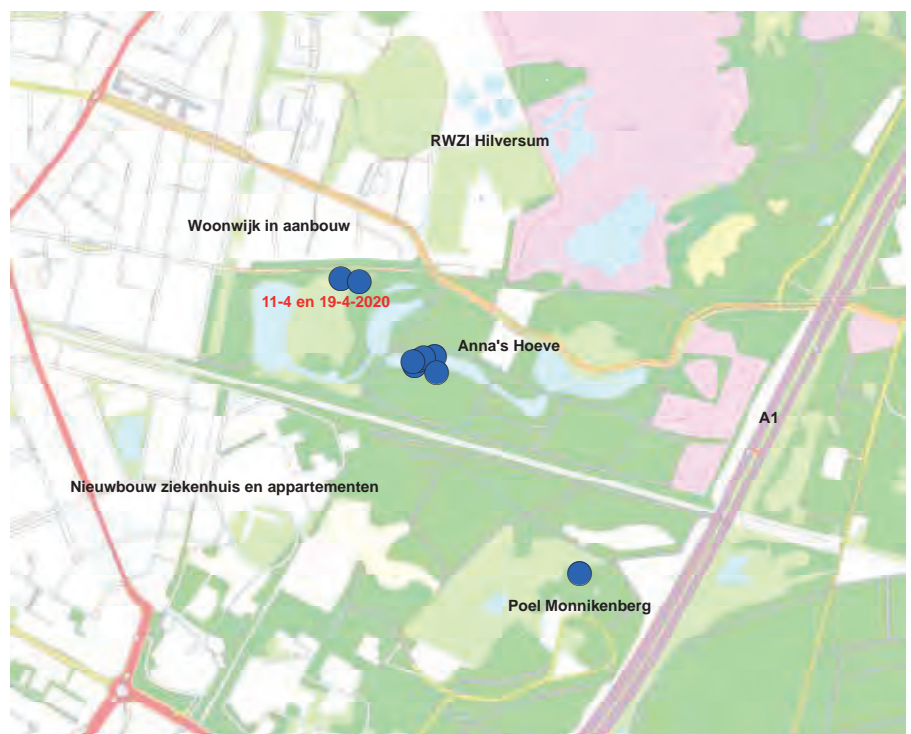 RWZI Hilversum
Woonwijk in aanbouw
11-4 en 19-4-2020
Anna's Hoeve
A1
Nieuwbouw ziekenhuis en appartementen
Poel Monnikenberg